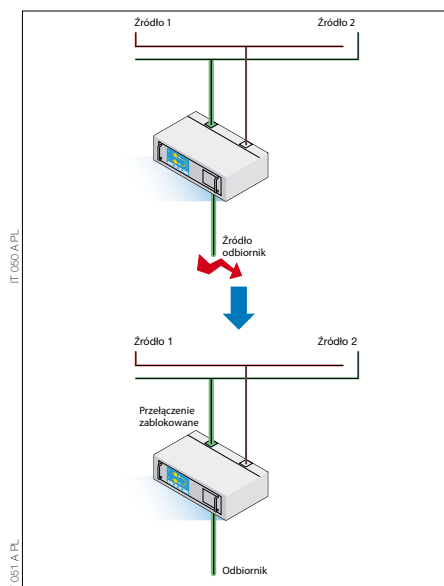 Źródło 1
Źródło 2
Źródło
odbiornik
IT 050 A PL
Źródło 1
Źródło 2
Przełączenie
zablokowane
Odbiornik
051 A PL